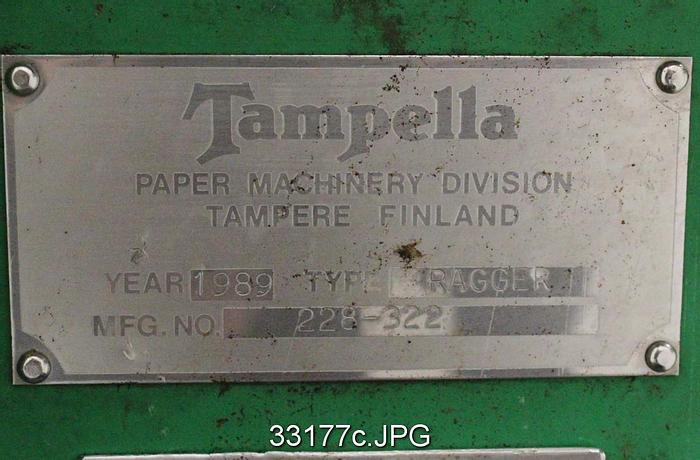 Tampella
PAPER MACHINERY DIVISION
TAMPERE FINLAND
YEAR 1989 TYPE RAGGER
MFG. NO. 228-322
33177c.JPG